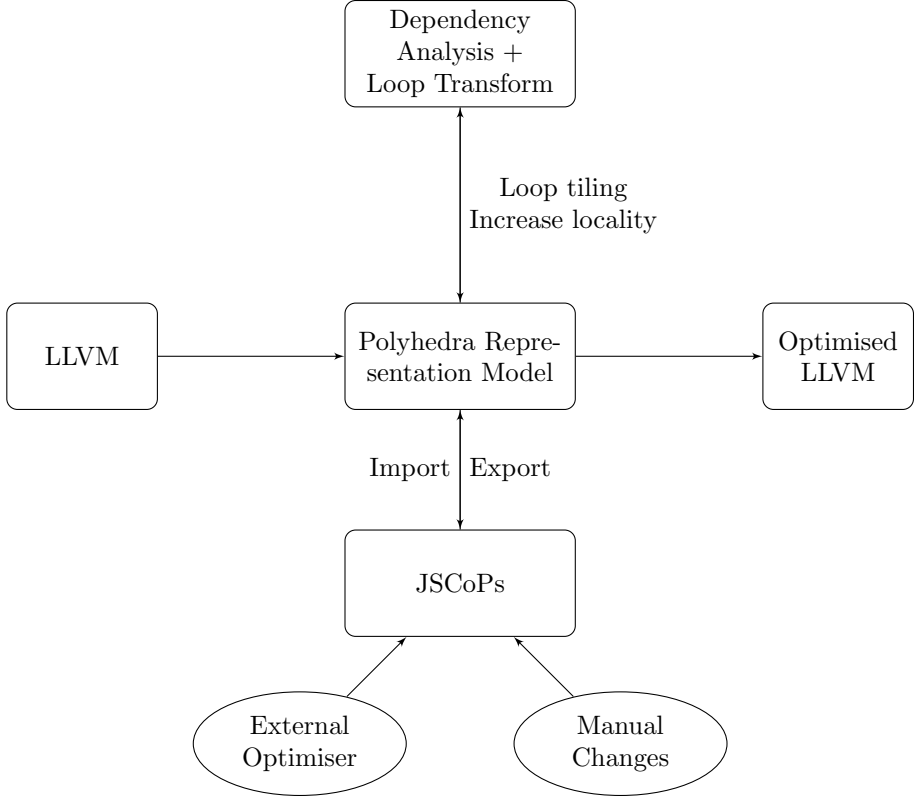 Dependency
Analysis +
Loop Transform
Loop tiling
Increase locality
LLVM
Polyhedra Repre-
sentation Model
Optimised
LLVM
Import
Export
JSCoPs
External
Optimiser
Manual
Changes